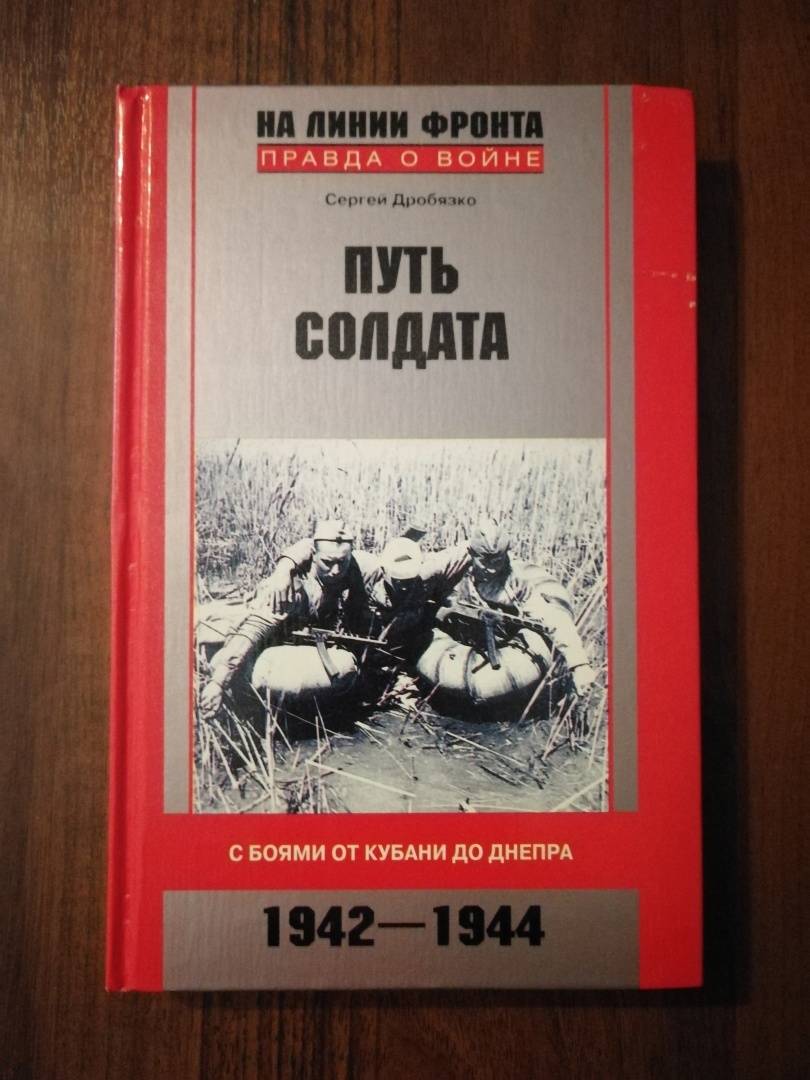 НА ЛИНИИ ФРОНТА
ПРАВДА О ВОЙНЕ
Сергей Дробязко
ПУТЬ
СОЛДАТА
С БОЯМИ ОТ КУБАНИ ДО ДНЕПРА
1942—1944